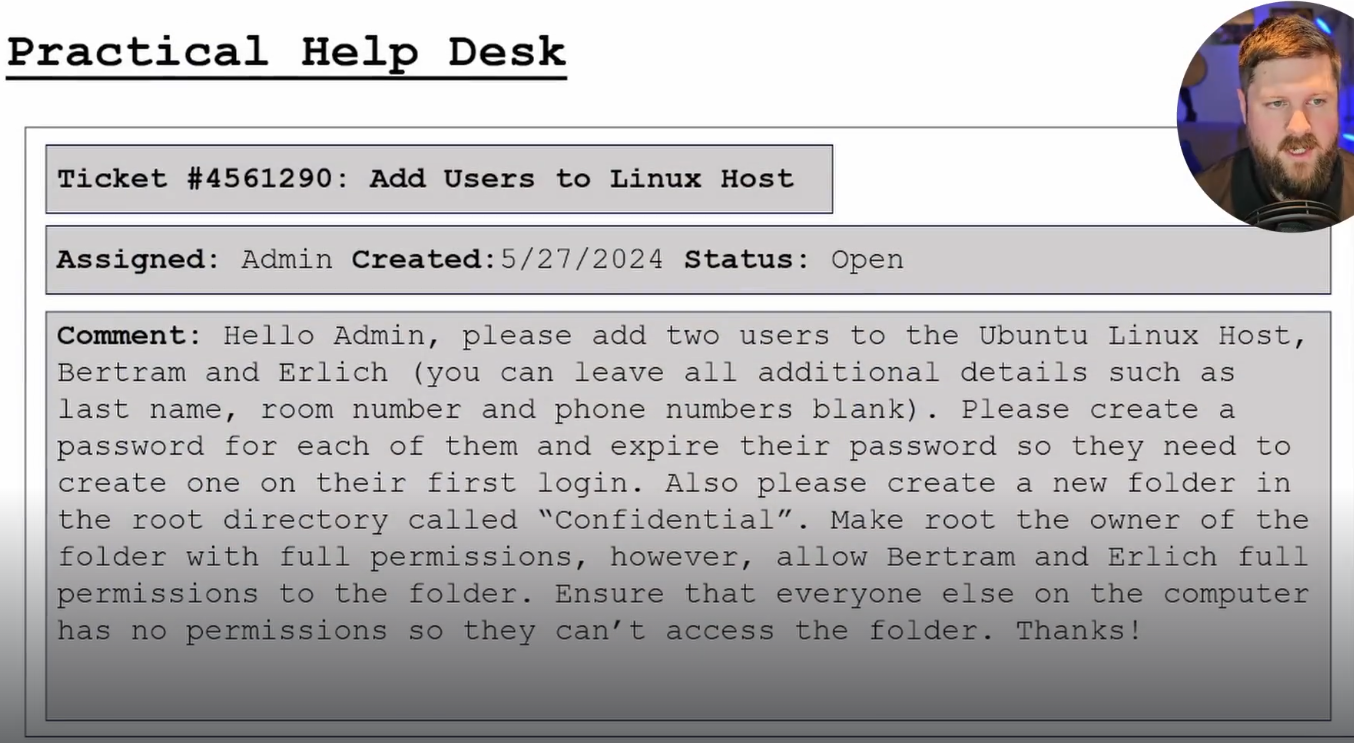 Practical Help Desk
Ticket #4561290: Add Users to Linux Host
Assigned: Admin Created:5/27/2024 Status: Open
Comment: Hello Admin, please add two users to the Ubuntu Linux Host,
Bertram and Erlich (you can leave all additional details such as
last name, room number and phone numbers blank). Please create a
password for each of them and expire their password so they need to
create one on their first login. Also please create a new folder in
the root directory called “Confidential”. Make root the owner of the
folder with full permissions, however, allow Bertram and Erlich full
permissions to the folder. Ensure that everyone else on the computer
has no permissions so they can’t access the folder. Thanks!